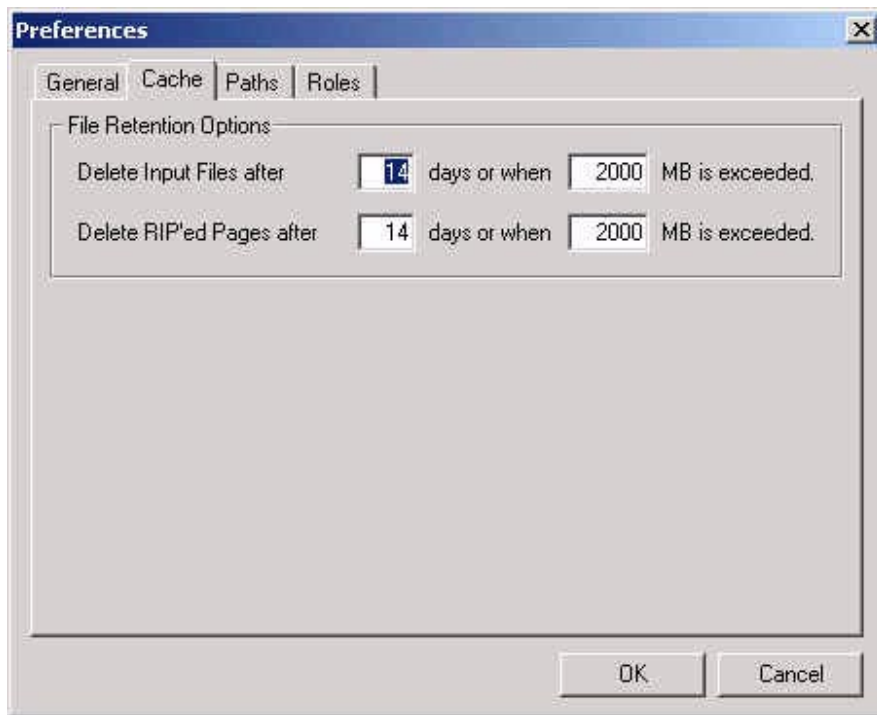 Preferences
General Cache Paths Roles
File Retention Options
Delete Input Files after 14 days or when 2000 MB is exceeded.
Delete RIP'ed Pages after 14 days or when 2000 MB is exceeded.
OK Cancel